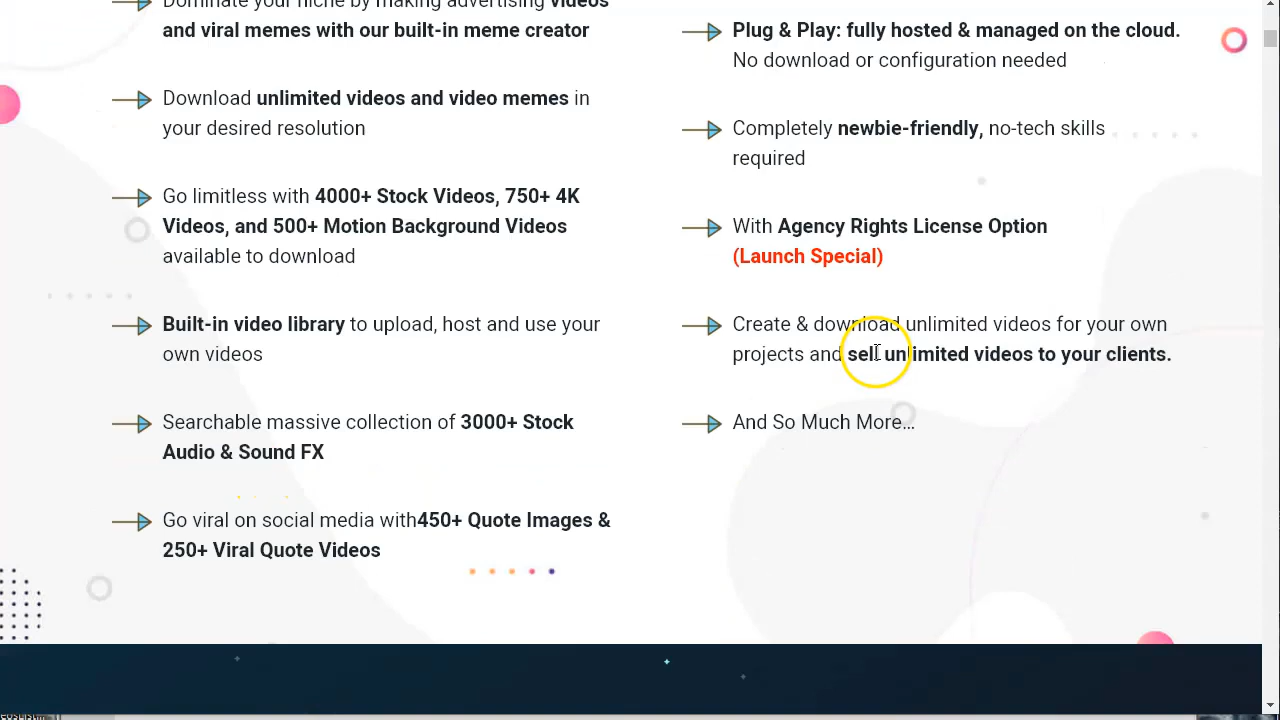 Dominate your niche by making advertising videos
and viral memes with our built-in meme creator
Download unlimited videos and video memes in
your desired resolution
Go limitless with 4000+ Stock Videos, 750+ 4K
Videos, and 500+ Motion Background Videos
available to download
Built-in video library to upload, host and use your
own videos
Searchable massive collection of 3000+ Stock
Audio & Sound FX
Go viral on social media with450+ Quote Images &
250+ Viral Quote Videos
Plug & Play: fully hosted & managed on the cloud.
No download or configuration needed
Completely newbie-friendly, no-tech skills
required
With Agency Rights License Option
(Launch Special)
Create & download unlimited videos for your own
projects and sell unlimited videos to your clients.
And So Much More...